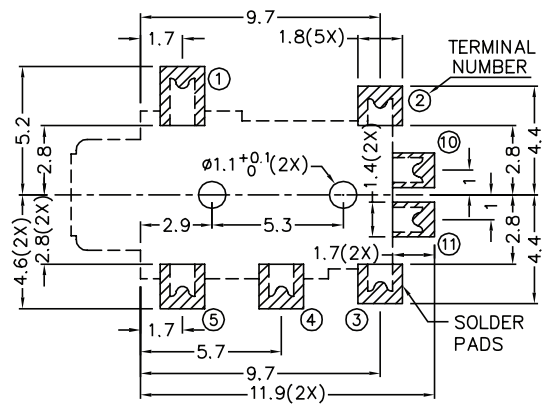 9.7
1.7
1.8(5X)
TERMINAL
NUMBER
①
②
5.2
2.8
ø1.1 +0.1 0 (2X)
1.4(2X)
⑩
2.8
4.4
1
2.9
5.3
1
4.6(2X)
2.8(2X)
1.7(2X)
⑪
2.8
4.4
⑤
④
③
1.7
SOLDER
PADS
5.7
9.7
11.9(2X)